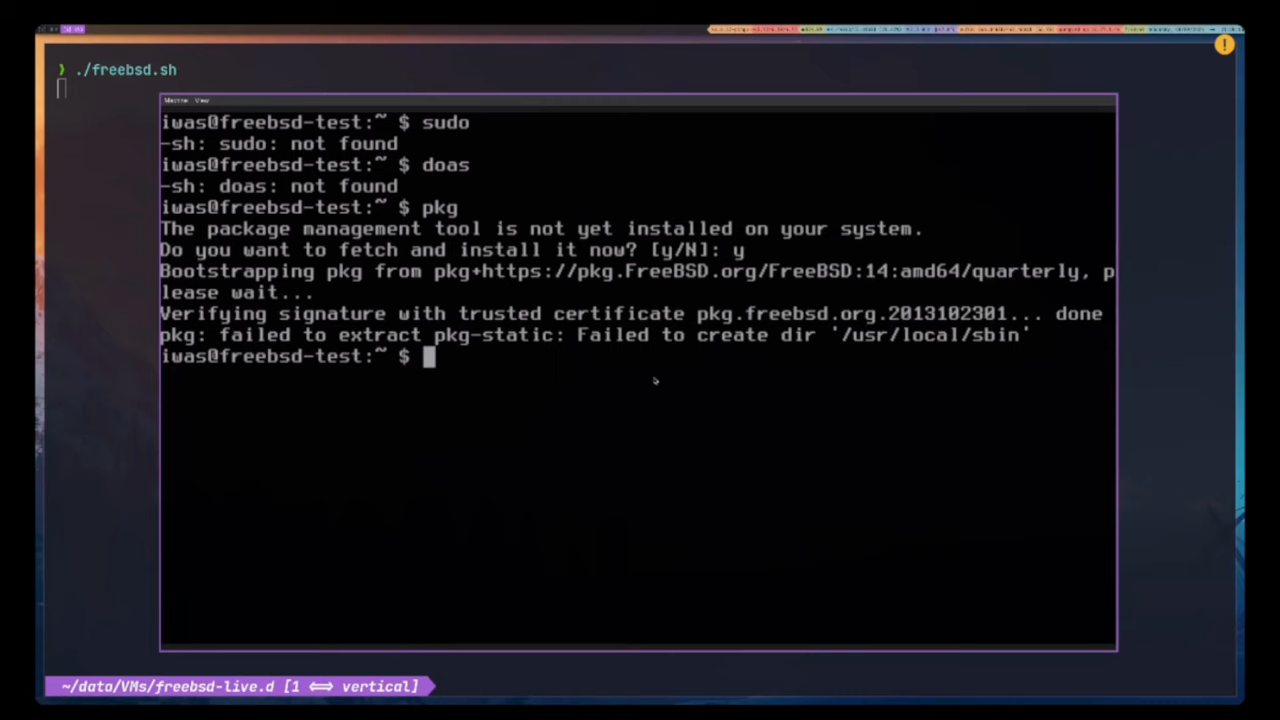 ❯ ./freebsd.sh
Machine View
iwas@freebsd-test:~ $ sudo
-sh: sudo: not found
iwas@freebsd-test:~ $ doas
-sh: doas: not found
iwas@freebsd-test:~ $ pkg
The package management tool is not yet installed on your system.
Do you want to fetch and install it now? [y/N]: y
Bootstrapping pkg from pkg+https://pkg.FreeBSD.org/FreeBSD:14:amd64/quarterly, p
lease wait...
Verifying signature with trusted certificate pkg.freebsd.org.2013102301... done
pkg: failed to extract pkg-static: Failed to create dir '/usr/local/sbin'
iwas@freebsd-test:~ $
~/data/VMs/freebsd-live.d [1 ⟺ vertical]